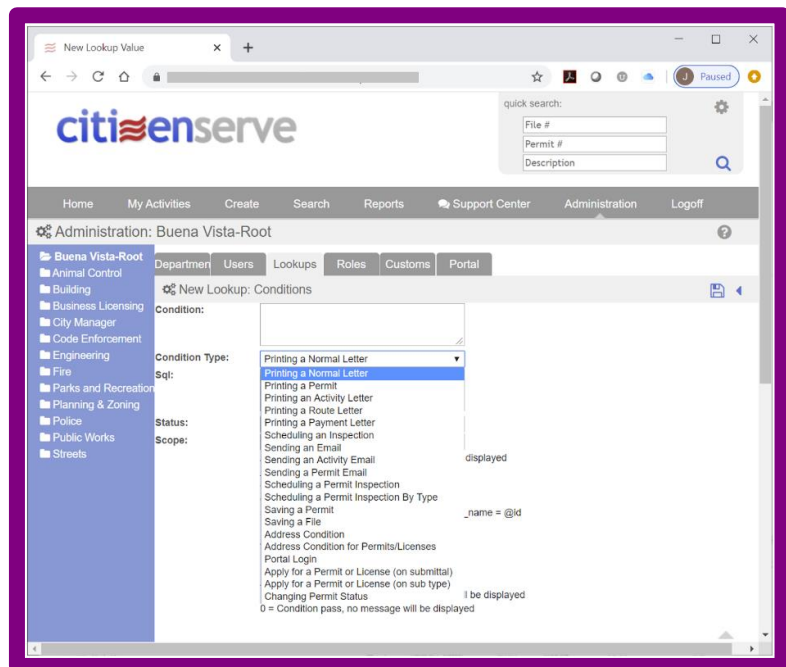 New Lookup Value
J Paused
citizenserve
quick search:
File #
Permit #
Description
Home My Activities Create Search Reports Support Center Administration Logoff
Administration: Buena Vista-Root
Buena Vista-Root
Animal Control
Building
Business Licensing
City Manager
Code Enforcement
Engineering
Fire
Parks and Recreation
Planning & Zoning
Police
Public Works
Streets
Departmen Users Lookups Roles Customs Portal
New Lookup: Conditions
Condition:
Condition Type: Printing a Normal Letter
Sql:
Status:
Scope:
Printing a Normal Letter
Printing a Permit
Printing an Activity Letter
Printing a Route Letter
Printing a Payment Letter
Scheduling an Inspection
Sending an Email
Sending an Activity Email displayed
Sending a Permit Email
Scheduling a Permit Inspection
Scheduling a Permit Inspection By Type
Saving a Permit _name = @id
Saving a File
Address Condition
Address Condition for Permits/Licenses
Portal Login
Apply for a Permit or License (on submittal)
Apply for a Permit or License (on sub type)
Changing Permit Status l be displayed
0 = Condition pass, no message will be displayed